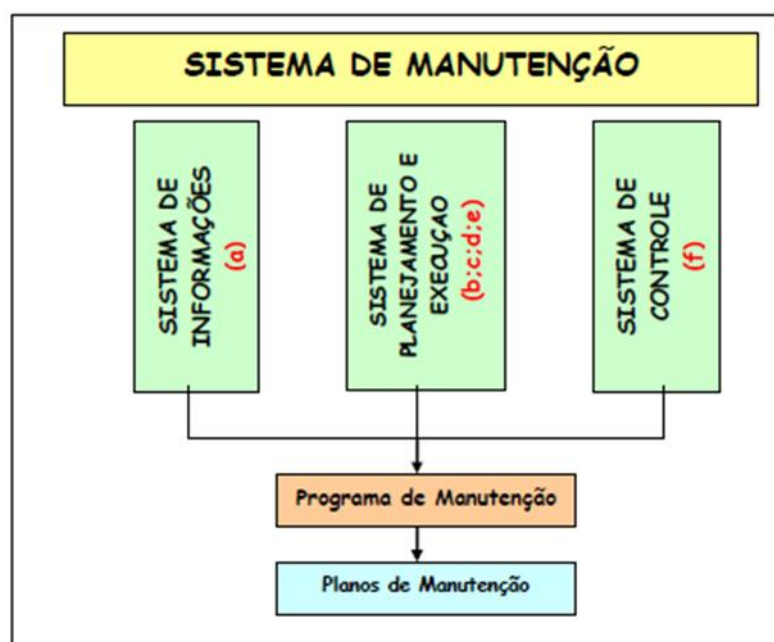 SISTEMA DE MANUTENÇÃO
SISTEMA DE
INFORMAÇÕES
(a)
SISTEMA DE
PLANEJAMENTO E
EXECUÇAO
(b;c;d;e)
SISTEMA DE
CONTROLE
(f)
Programa de Manutenção
Planos de Manutenção